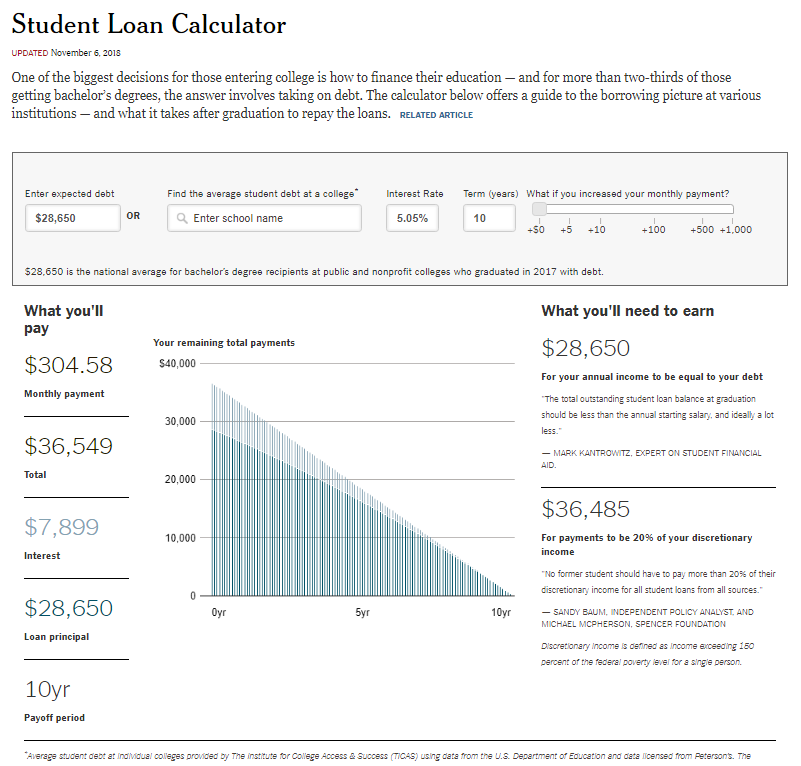 Student Loan Calculator
UPDATED November 6, 2018
One of the biggest decisions for those entering college is how to finance their education — and for more than two-thirds of those
getting bachelor's degrees, the answer involves taking on debt. The calculator below offers a guide to the borrowing picture at various
institutions — and what it takes after graduation to repay the loans. RELATED ARTICLE
Enter expected debt
$28,650
OR
Find the average student debt at a college*
Enter school name
Interest Rate
5.05%
Term (years)
10
What if you increased your monthly payment?
+$0 +5 +10 +100 +500 +1,000
$28,650 is the national average for bachelor's degree recipients at public and nonprofit colleges who graduated in 2017 with debt.
What you'll
pay
$304.58
Monthly payment
$36,549
Total
$7,899
Interest
$28,650
Loan principal
10yr
Payoff period
Your remaining total payments
$40,000
30,000
20,000
10,000
0
0yr 5yr 10yr
What you'll need to earn
$28,650
For your annual income to be equal to your debt
"The total outstanding student loan balance at graduation
should be less than the annual starting salary, and ideally a lot
less."
— MARK KANTROWITZ, EXPERT ON STUDENT FINANCIAL
AID.
$36,485
For payments to be 20% of your discretionary
income
"No former student should have to pay more than 20% of their
discretionary income for all student loans from all sources."
— SANDY BAUM, INDEPENDENT POLICY ANALYST, AND
MICHAEL MCPHERSON, SPENCER FOUNDATION
Discretionary income is defined as income exceeding 150
percent of the federal poverty level for a single person.
*Average student debt at individual colleges provided by The Institute for College Access & Success (TICAS) using data from the U.S. Department of Education and data licensed from Peterson's. The